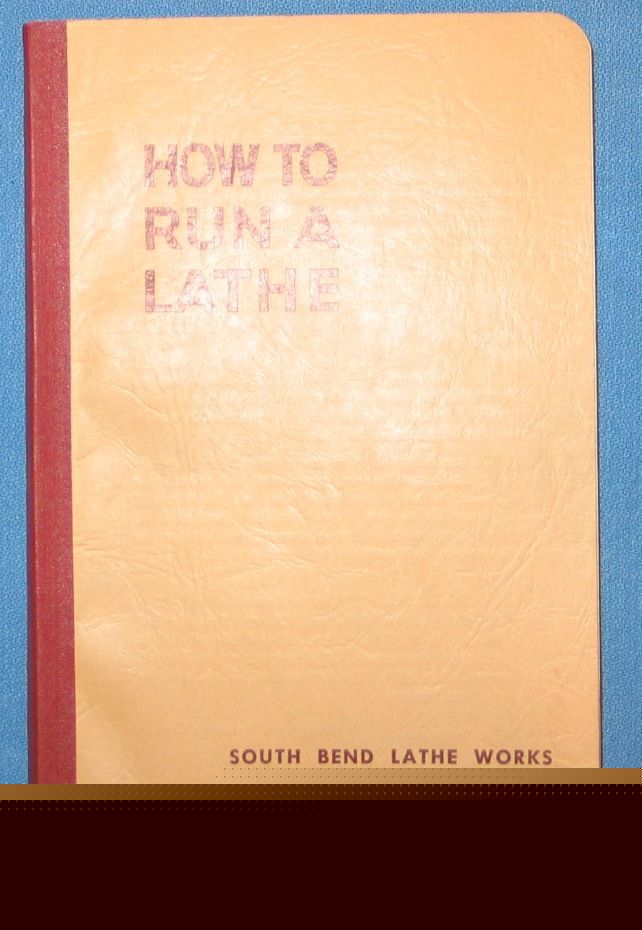 HOW TO
RUN A
LATHE
SOUTH BEND LATHE WORKS